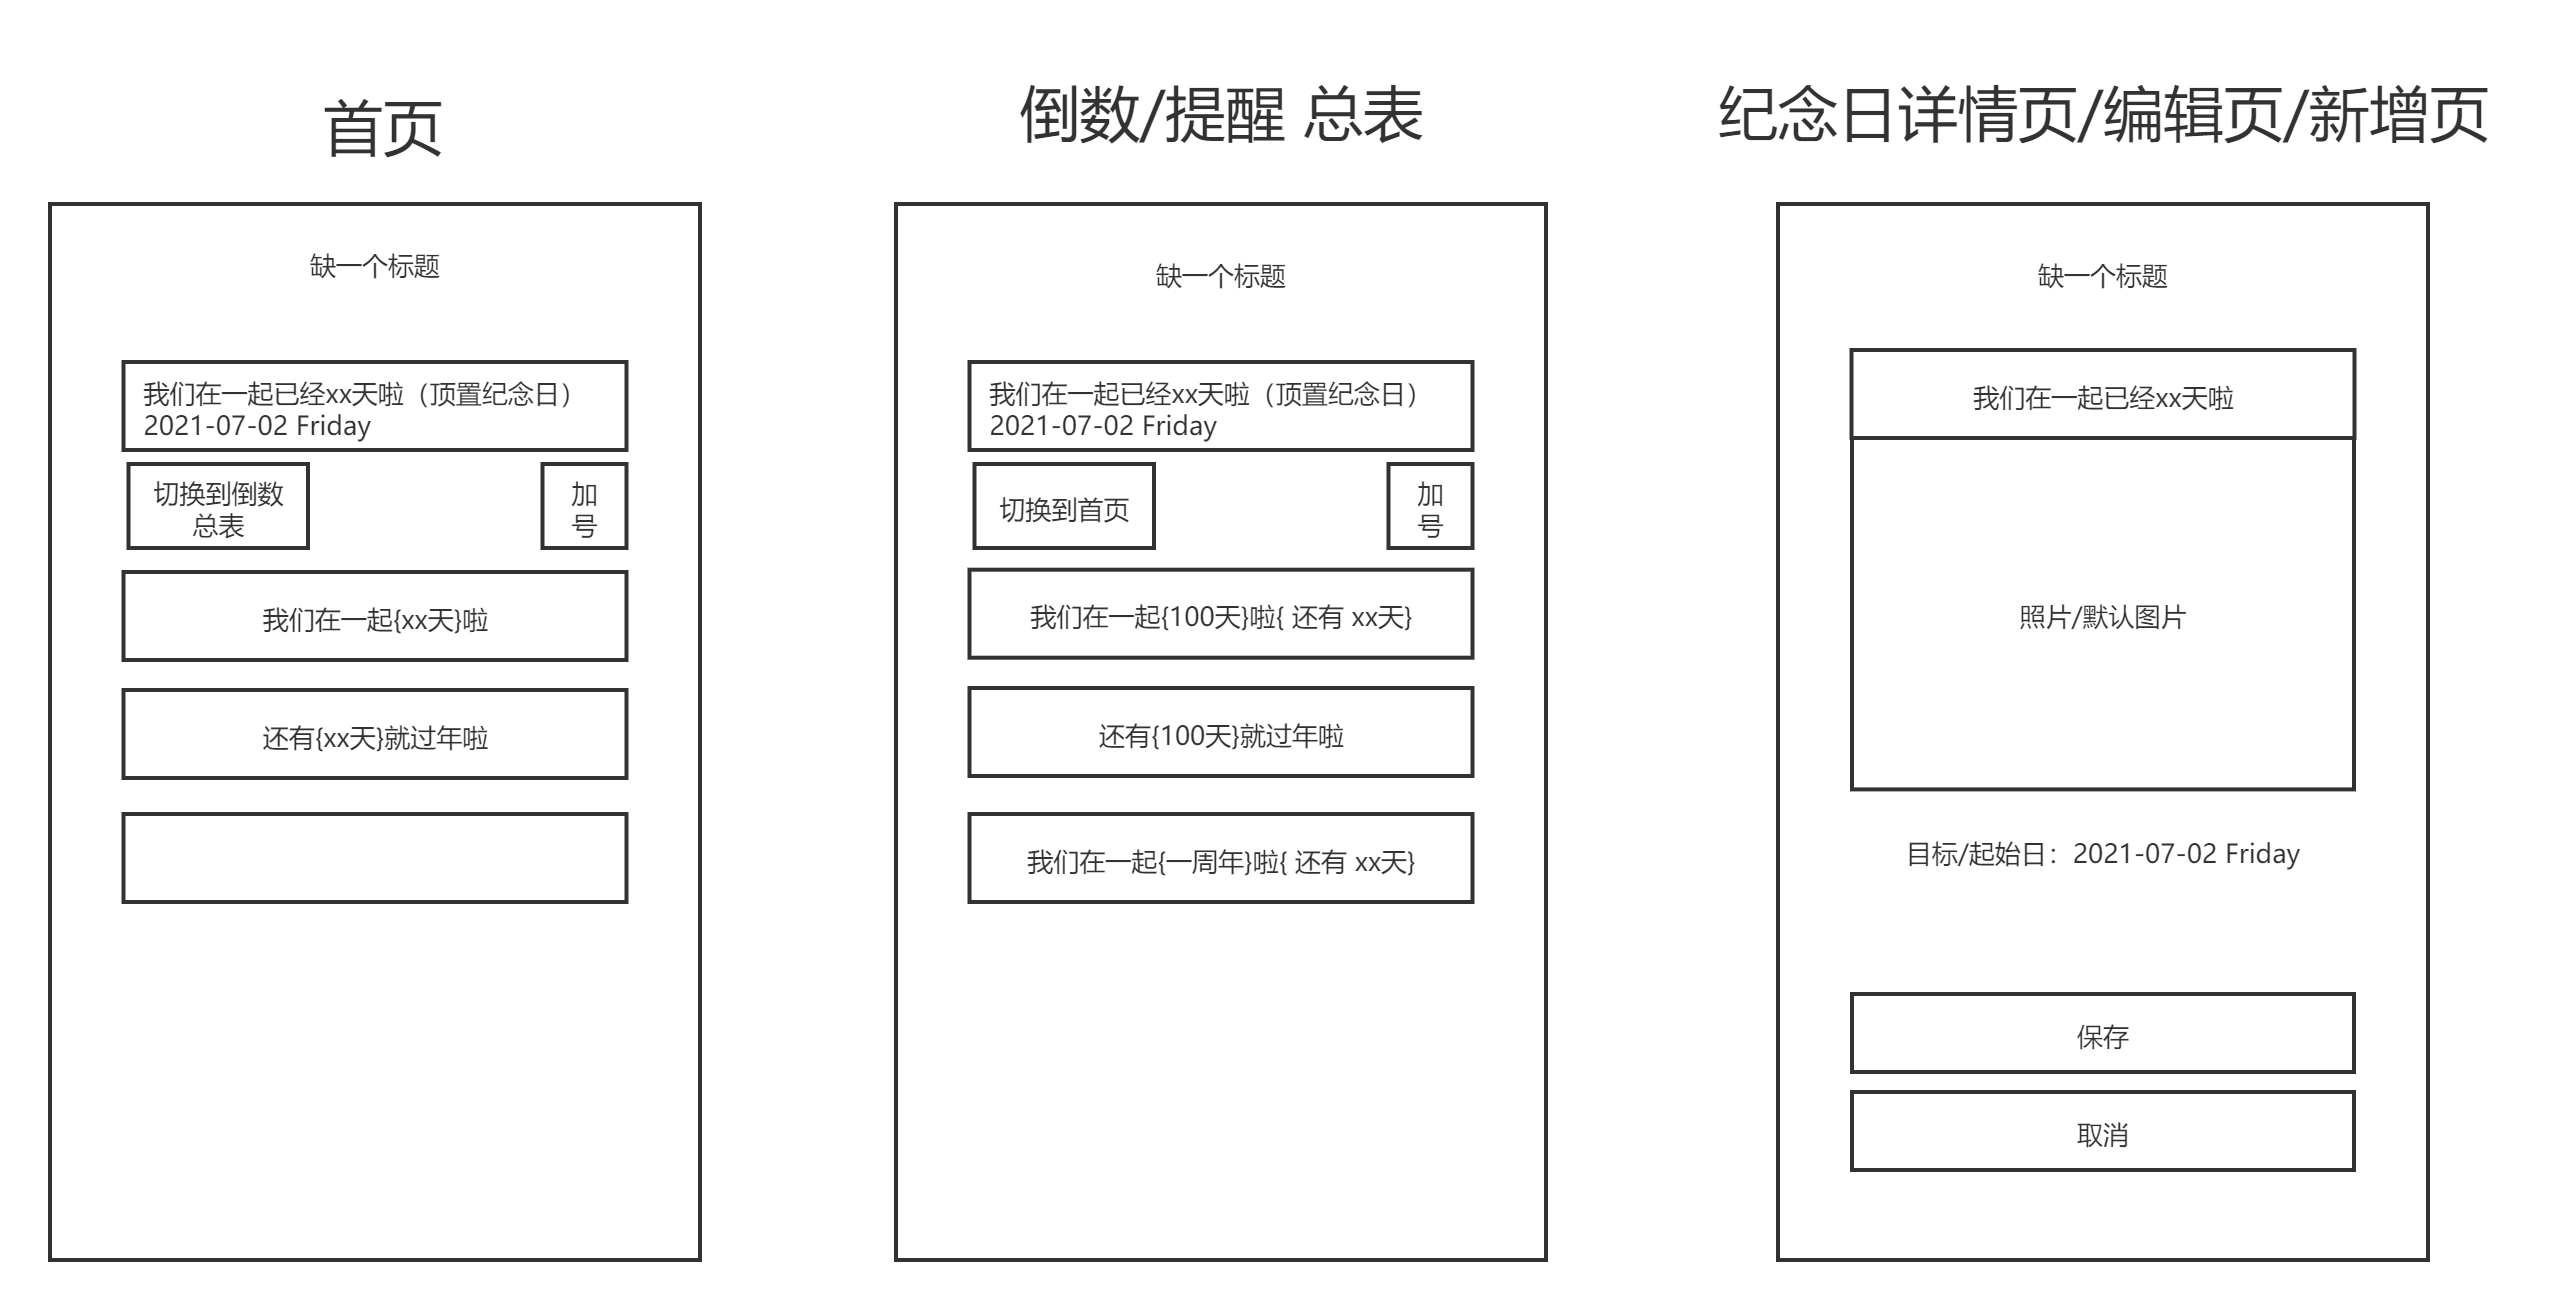 首页
缺一个标题
我们在一起已经xx天啦（顶置纪念日）
2021-07-02 Friday
切换到倒数
总表
加
号
我们在一起{xx天}啦
还有{xx天}就过年啦
倒数/提醒 总表
缺一个标题
我们在一起已经xx天啦（顶置纪念日）
2021-07-02 Friday
切换到首页
加
号
我们在一起{100天}啦{ 还有 xx天}
还有{100天}就过年啦
我们在一起{一周年}啦{ 还有 xx天}
纪念日详情页/编辑页/新增页
缺一个标题
我们在一起已经xx天啦
照片/默认图片
目标/起始日：2021-07-02 Friday
保存
取消